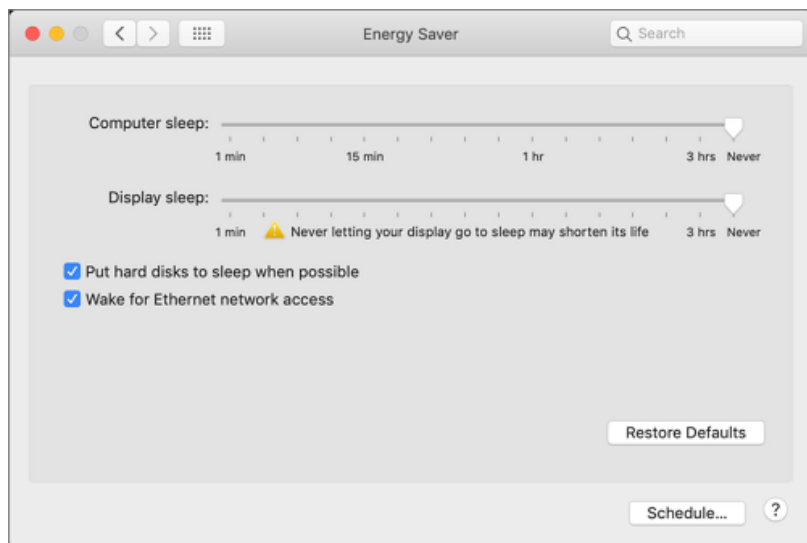 Energy Saver
Search
Computer sleep:
1 min 15 min 1 hr 3 hrs Never
Display sleep:
1 min Never letting your display go to sleep may shorten its life 3 hrs Never
Put hard disks to sleep when possible
Wake for Ethernet network access
Restore Defaults
Schedule... ?